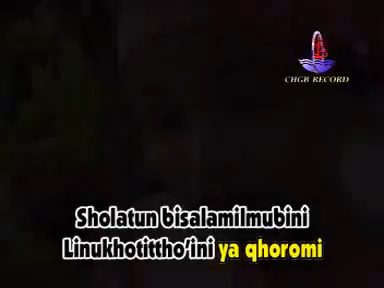 CHGB RECORD
Sholatun bisalamilmubini
Linukhotittho'ini ya qhoromi